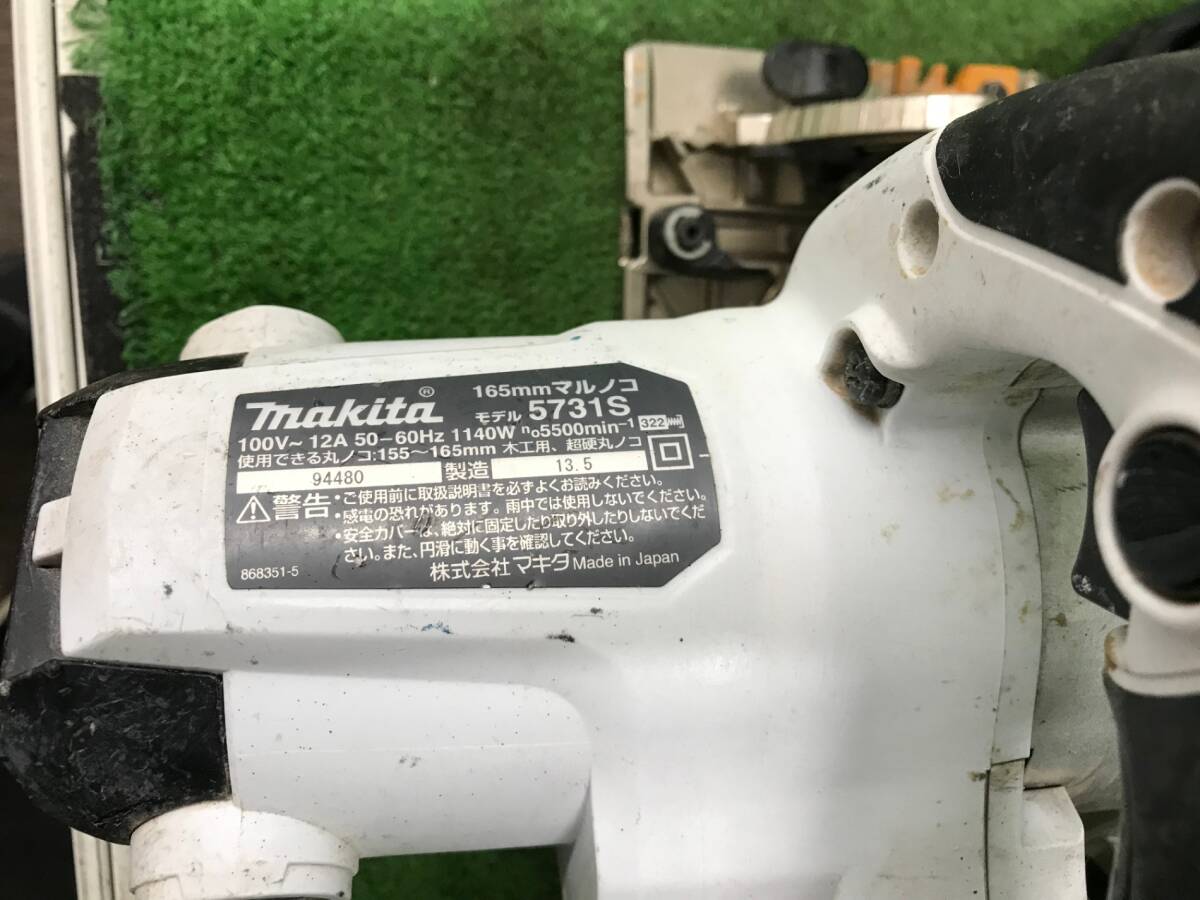 makita® 165mmマルノコ
モデル 5731S
100V～ 12A 50-60Hz 1140W n₀5500min⁻¹ 322
使用できる丸ノコ:155～165mm 木工用、超硬丸ノコ
94480 製造 13.5
⚠警告 ・ご使用前に取扱説明書を必ずよくお読みください。
・感電の恐れがあります。雨中では使用しないでください。
・安全カバーは、絶対に固定したり取り外したりしないでくだ
さい。また、円滑に動く事を確認してください。
868351-5 株式会社マキタ Made in Japan